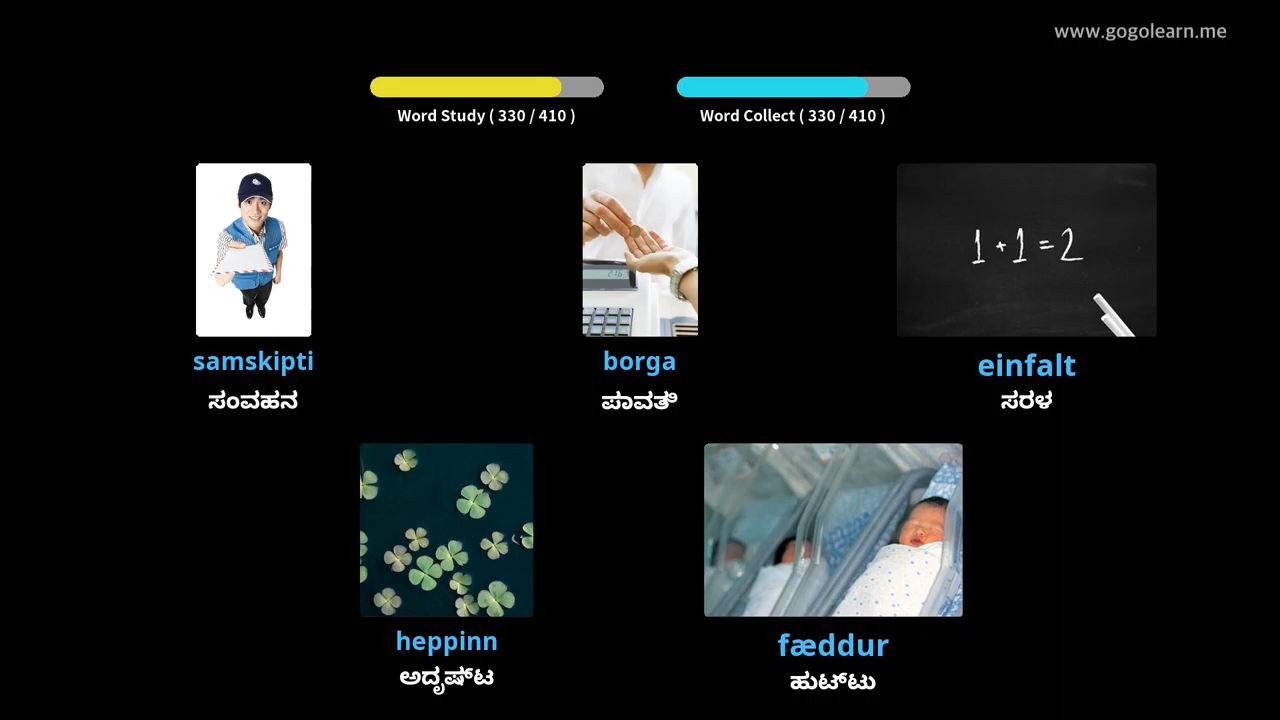 www.gogolearn.me
Word Study ( 330 / 410 )
Word Collect ( 330 / 410 )
1 + 1 = 2
samskipti
ಸಂವಹನ
borga
ಪಾವತಿ
einfalt
ಸರಳ
heppinn
ಅದೃಷ್ಟ
fæddur
ಹುಟ್ಟು